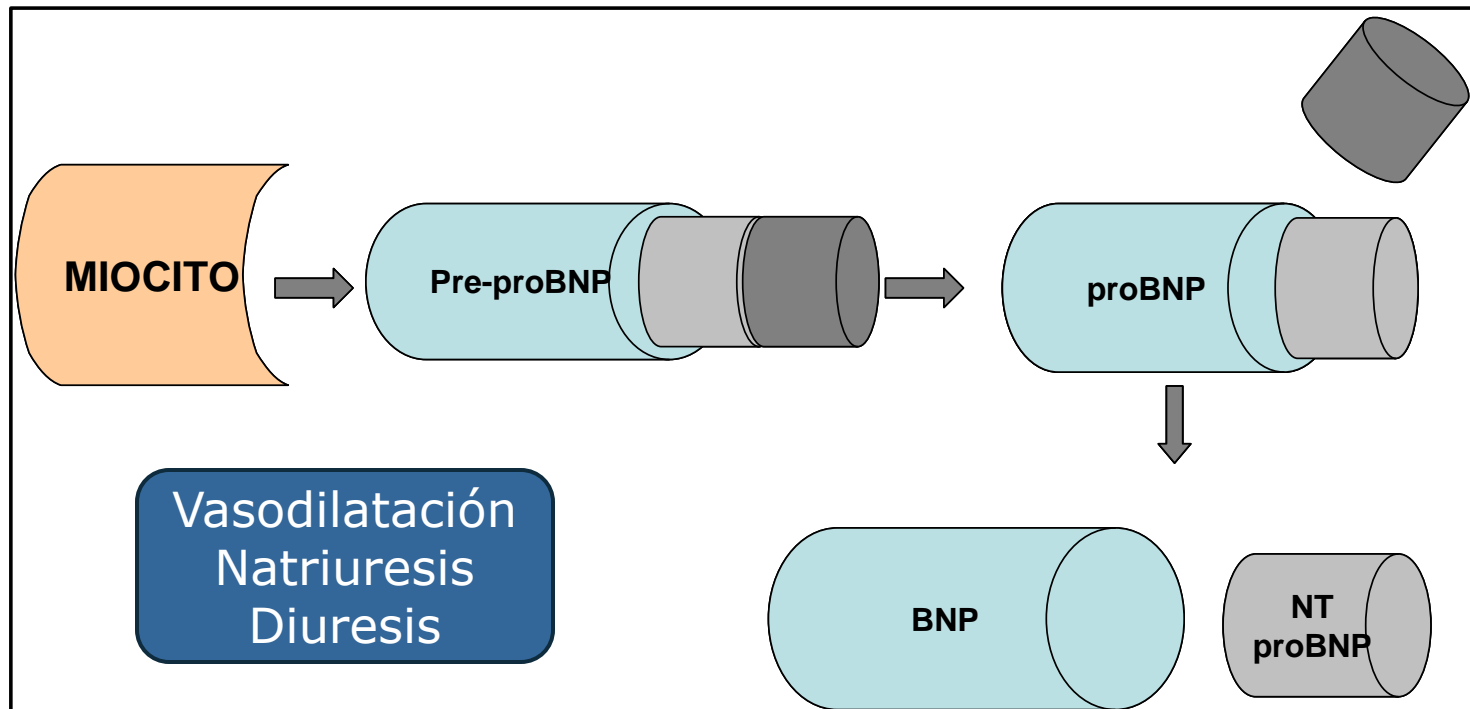 MIOCITO
Pre-proBNP
proBNP
Vasodilatación
Natriuresis
Diuresis
BNP
NT
proBNP